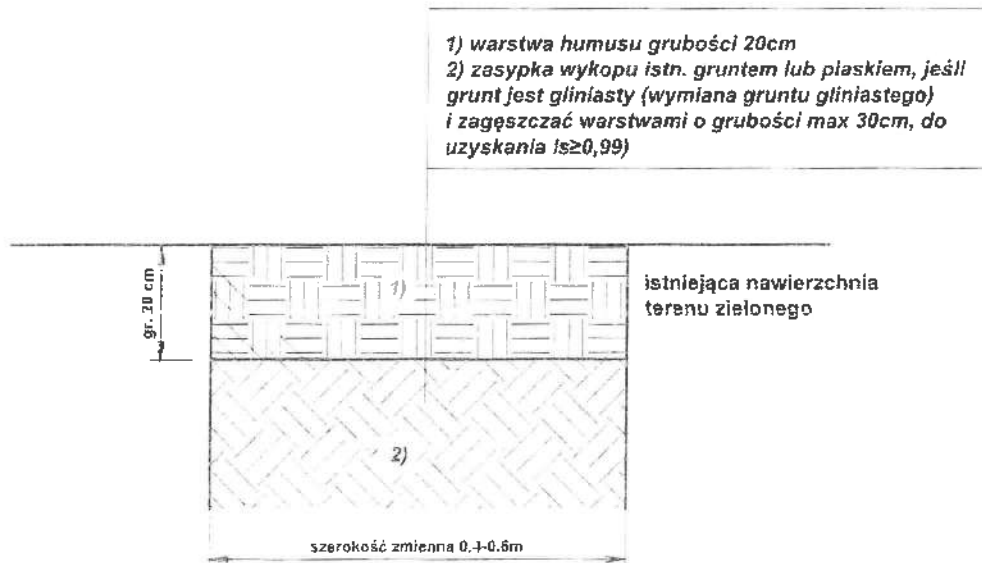 1) warstwa humusu grubości 20cm
2) zasypka wykopu istn. gruntem lub piaskiem, jeśli
grunt jest gliniasty (wymiana gruntu gliniastego)
i zagęszczać warstwami o grubości max 30cm, do
uzyskania Is≥0,99)
gr. 20 cm
1)
istniejąca nawierzchnia
terenu zielonego
2)
szerokość zmienna 0,4-0.6m